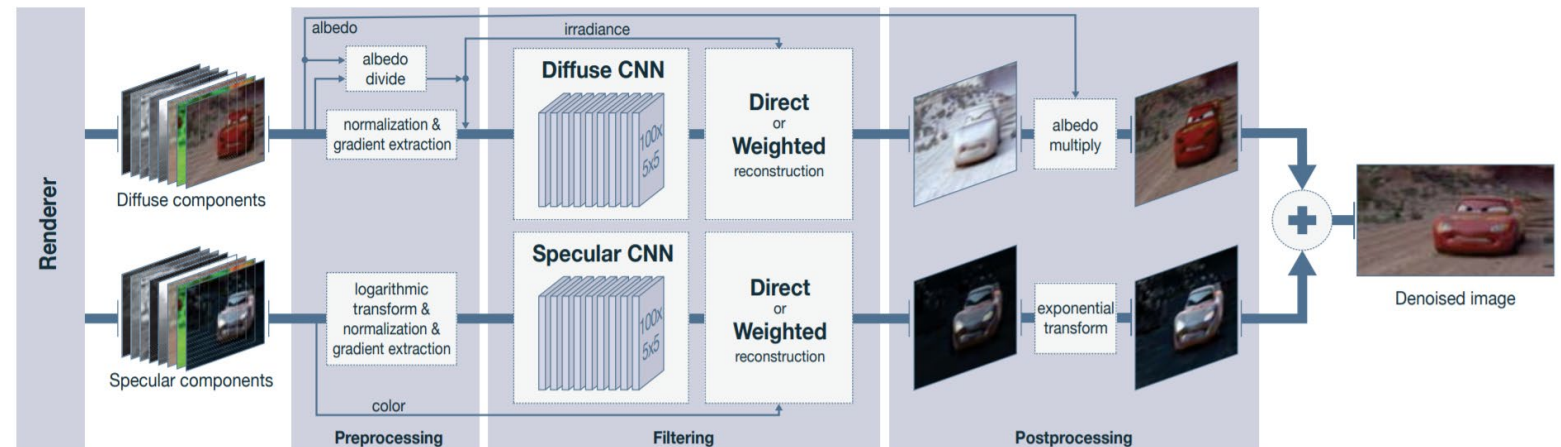 Renderer
Diffuse components
Specular components
albedo
albedo
divide
normalization &
gradient extraction
logarithmic
transform &
normalization &
gradient extraction
color
Preprocessing
irradiance
Diffuse CNN
100x
5x5
Direct
or
Weighted
reconstruction
Specular CNN
100x
5x5
Direct
or
Weighted
reconstruction
Filtering
albedo
multiply
exponential
transform
Postprocessing
Denoised image